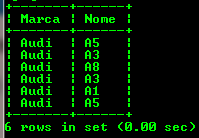 +-------+------+
| Marca | Nome |
+-------+------+
| Audi | A5 |
| Audi | A3 |
| Audi | A8 |
| Audi | A3 |
| Audi | A1 |
| Audi | A5 |
+-------+------+
6 rows in set (0.00 sec)